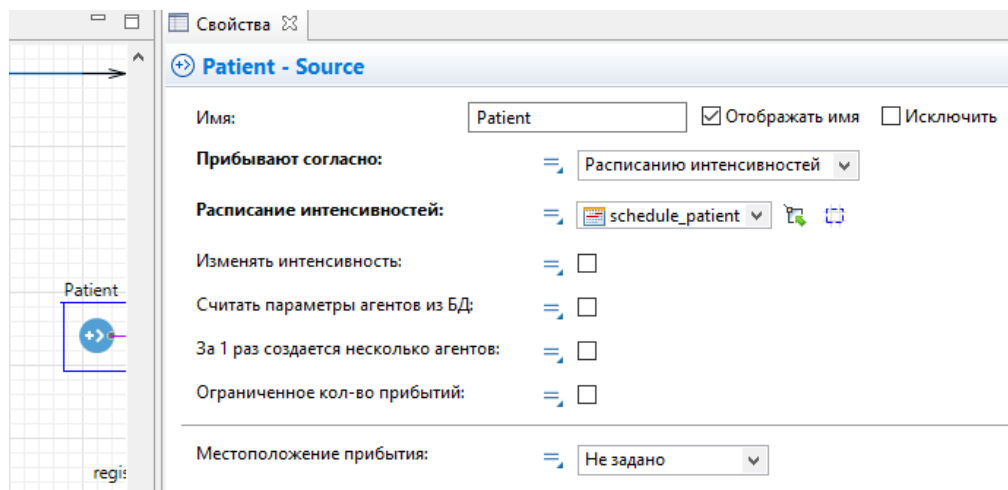 Свойства
Patient - Source
Имя: Patient Отображать имя Исключить
Прибывают согласно: Расписанию интенсивностей
Расписание интенсивностей: schedule_patient
Изменять интенсивность:
Patient
Считать параметры агентов из БД:
За 1 раз создается несколько агентов:
Ограниченное кол-во прибытий:
Местоположение прибытия: Не задано
regis